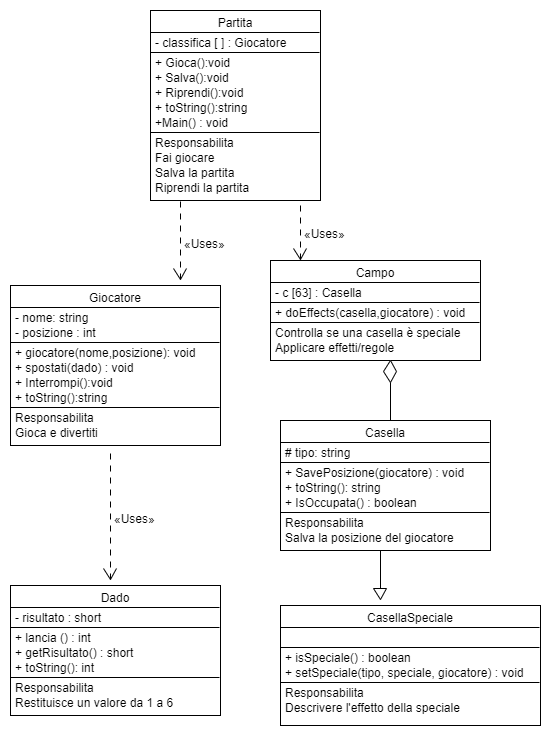 Partita
- classifica [ ] : Giocatore
+ Gioca():void
+ Salva():void
+ Riprendi():void
+ toString():string
+Main() : void
Responsabilita
Fai giocare
Salva la partita
Riprendi la partita
«Uses»
«Uses»
Campo
- c [63] : Casella
+ doEffects(casella,giocatore) : void
Controlla se una casella è speciale
Applicare effetti/regole
Giocatore
- nome: string
- posizione : int
+ giocatore(nome,posizione): void
+ spostati(dado) : void
+ Interrompi():void
+ toString():string
Responsabilita
Gioca e divertiti
Casella
# tipo: string
+ SavePosizione(giocatore) : void
+ toString(): string
+ IsOccupata() : boolean
Responsabilita
Salva la posizione del giocatore
«Uses»
Dado
- risultato : short
+ lancia () : int
+ getRisultato() : short
+ toString(): int
Responsabilita
Restituisce un valore da 1 a 6
CasellaSpeciale
+ isSpeciale() : boolean
+ setSpeciale(tipo, speciale, giocatore) : void
Responsabilita
Descrivere l'effetto della speciale